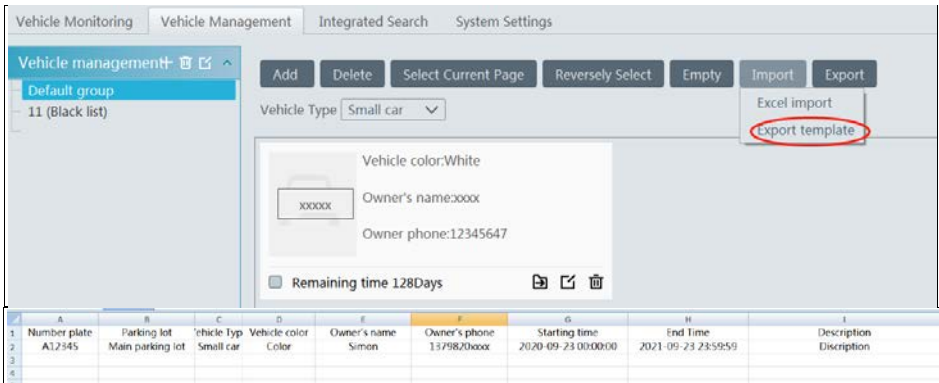 Vehicle Monitoring Vehicle Management Integrated Search System Settings
Vehicle management
Default group
11 (Black list)
Add Delete Select Current Page Reversely Select Empty Import Export
Excel import
Export template
Vehicle Type Small car
Vehicle color:White
xxxxx
Owner's name:xxxx
Owner phone:12345647
Remaining time 128Days
A B C D E F G H I
1 Number plate Parking lot Vehicle Typ Vehicle color Owner's name Owner's phone Starting time End Time Description
2 A12345 Main parking lot Small car Color Simon 1379820xxxx 2020-09-23 00:00:00 2021-09-23 23:59:59 Discription
3
4